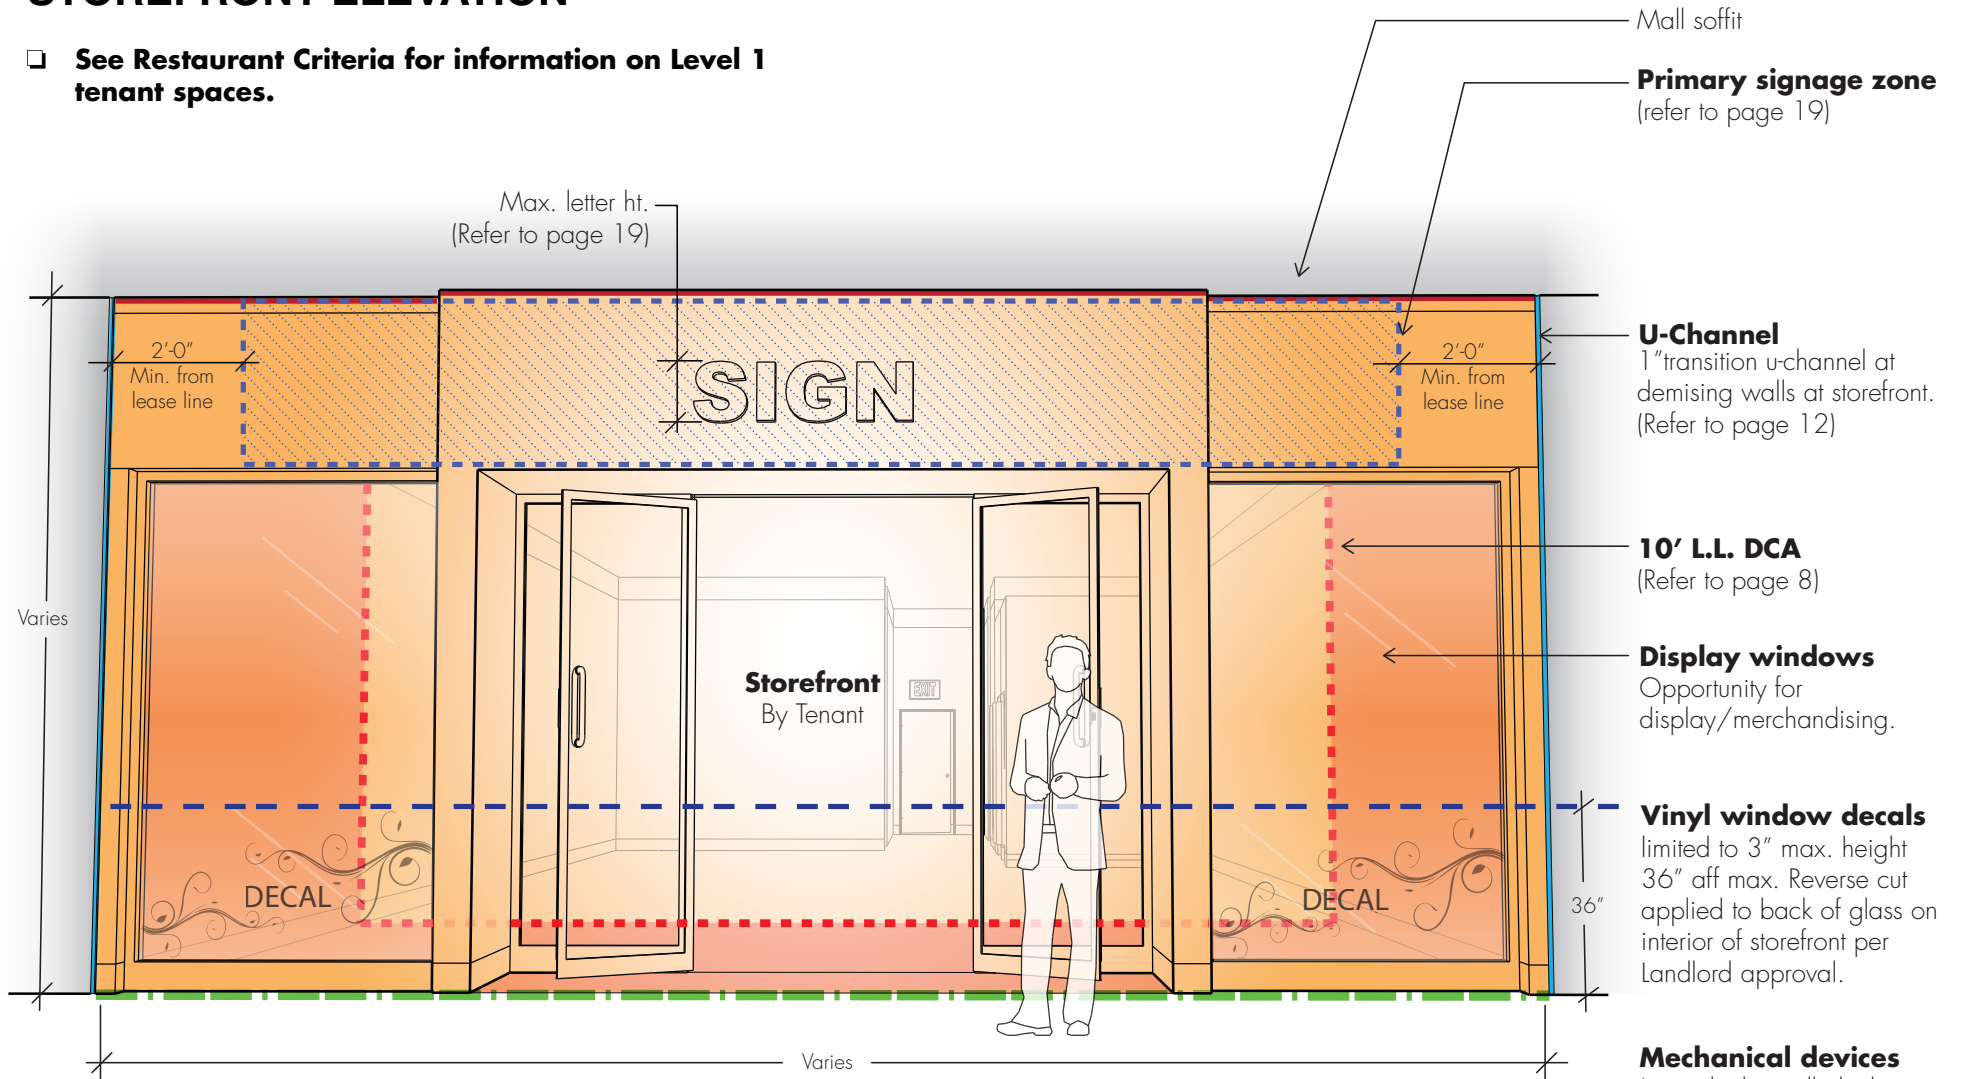 STOREFRONT ELEVATION
❏ See Restaurant Criteria for information on Level 1
tenant spaces.
Mall soffit
Primary signage zone
(refer to page 19)
Max. letter ht.
(Refer to page 19)
2'-0"
Min. from
lease line
SIGN
2'-0"
Min. from
lease line
U-Channel
1"transition u-channel at
demising walls at storefront.
(Refer to page 12)
10' L.L. DCA
(Refer to page 8)
Varies
Storefront
By Tenant
EXIT
Display windows
Opportunity for
display/merchandising.
Vinyl window decals
limited to 3" max. height
36" aff max. Reverse cut
applied to back of glass on
interior of storefront per
Landlord approval.
DECAL
DECAL
36"
Varies
Mechanical devices